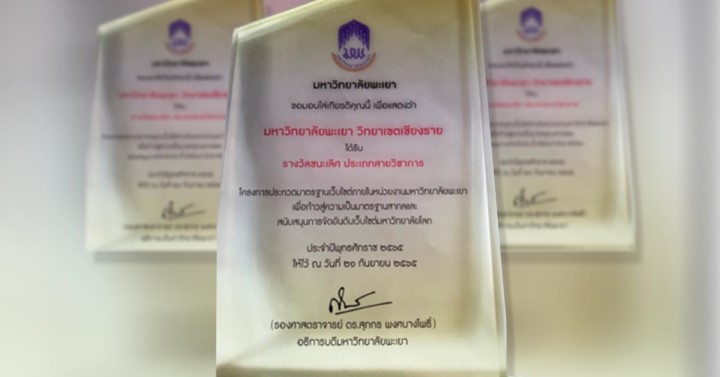 มหาวิทยาลัยพะเยา
ขอมอบโล่เกียรติคุณนี้ เพื่อแสดงว่า
มหาวิทยาลัยพะเยา วิทยาเขตเชียงราย
ได้รับ
รางวัลชนะเลิศ ประเภทสายวิชาการ
โครงการประกวดมาตรฐานเว็บไซต์ภายในหน่วยงานมหาวิทยาลัยพะเยา
เพื่อก้าวสู่ความเป็นมาตรฐานสากลและ
สนับสนุนการจัดอันดับเว็บไซต์มหาวิทยาลัยโลก
ประจำปีพุทธศักราช ๒๕๖๕
ให้ไว้ ณ วันที่ ๒๑ กันยายน ๒๕๖๕
(รองศาสตราจารย์ ดร.สุภกร พงศบางโพธิ์)
อธิการบดีมหาวิทยาลัยพะเยา